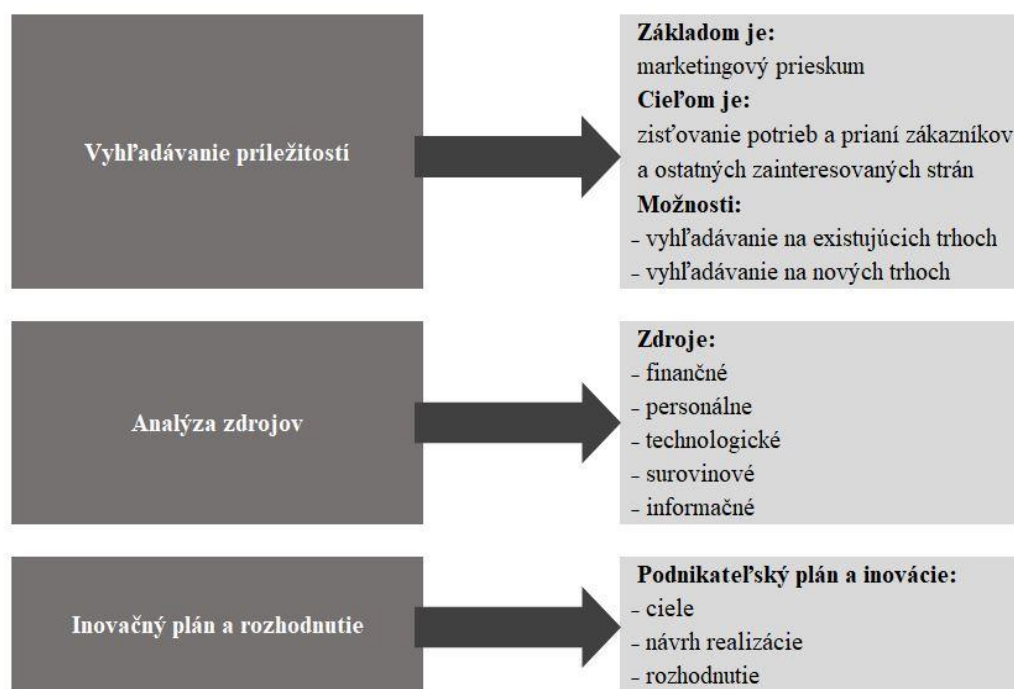 Vyhľadávanie príležitostí
Základom je:
marketingový prieskum
Cieľom je:
zisťovanie potrieb a prianí zákazníkov
a ostatných zainteresovaných strán
Možnosti:
- vyhľadávanie na existujúcich trhoch
- vyhľadávanie na nových trhoch
Analýza zdrojov
Zdroje:
- finančné
- personálne
- technologické
- surovinové
- informačné
Inovačný plán a rozhodnutie
Podnikateľský plán a inovácie:
- ciele
- návrh realizácie
- rozhodnutie